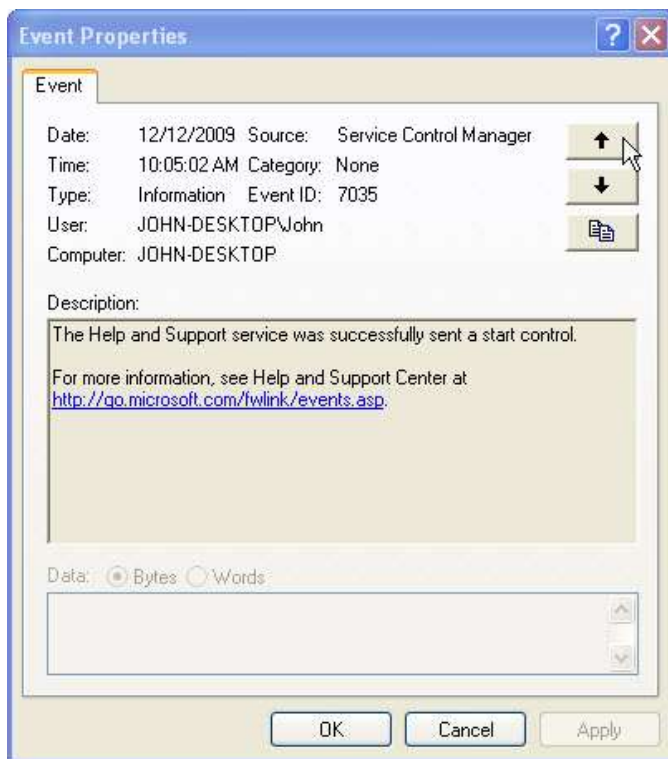 Event Properties
Event
Date: 12/12/2009 Source: Service Control Manager
Time: 10:05:02 AM Category: None
Type: Information Event ID: 7035
User: JOHN-DESKTOP\John
Computer: JOHN-DESKTOP
Description:
The Help and Support service was successfully sent a start control.
For more information, see Help and Support Center at
http://go.microsoft.com/fwlink/events.asp.
Data: Bytes Words
OK Cancel Apply